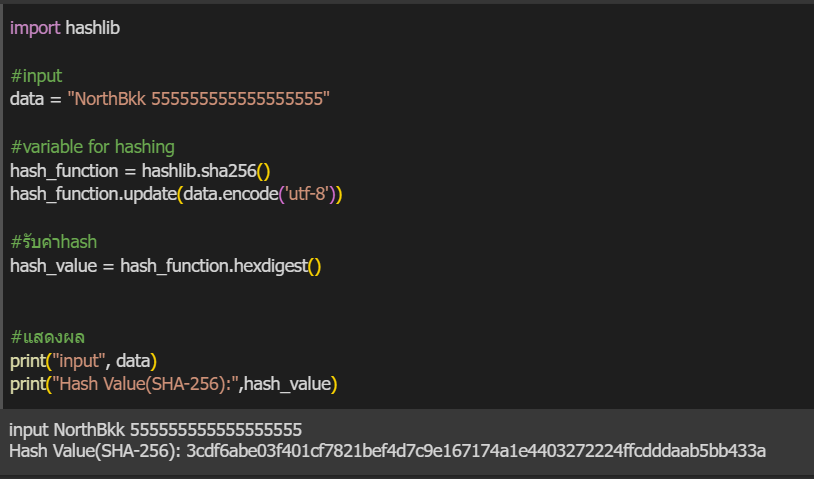 import hashlib
#input
data = "NorthBkk 555555555555555555"
#variable for hashing
hash_function = hashlib.sha256()
hash_function.update(data.encode('utf-8'))
#รับค่าhash
hash_value = hash_function.hexdigest()
#แสดงผล
print("input", data)
print("Hash Value(SHA-256):",hash_value)
input NorthBkk 555555555555555555
Hash Value(SHA-256): 3cdf6abe03f401cf7821bef4d7c9e167174a1e4403272224ffcdddaab5bb433a